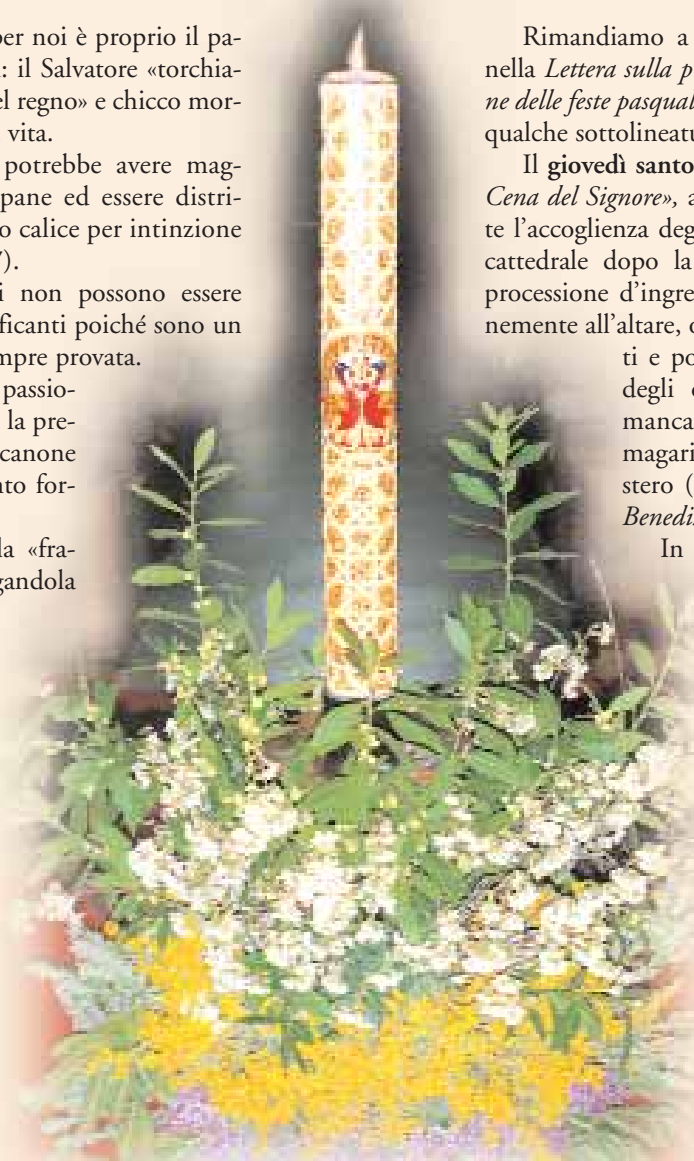 per noi è proprio il pa-
: il Salvatore «torchia-
el regno» e chicco mor-
vita.
potrebbe avere mag-
pane ed essere distri-
o calice per intinzione
).
i non possono essere
ficanti poiché sono un
mpre provata.
passio-
la pre-
canone
nto for-
la «fra-
gandola
Rimandiamo a
nella Lettera sulla p
ne delle feste pasqual
qualche sottolineatu
Il giovedì santo
Cena del Signore», a
te l'accoglienza deg
cattedrale dopo la
processione d'ingre
nemente all'altare, o
ti e po
degli
manca
magari
stero (
Benedi
In